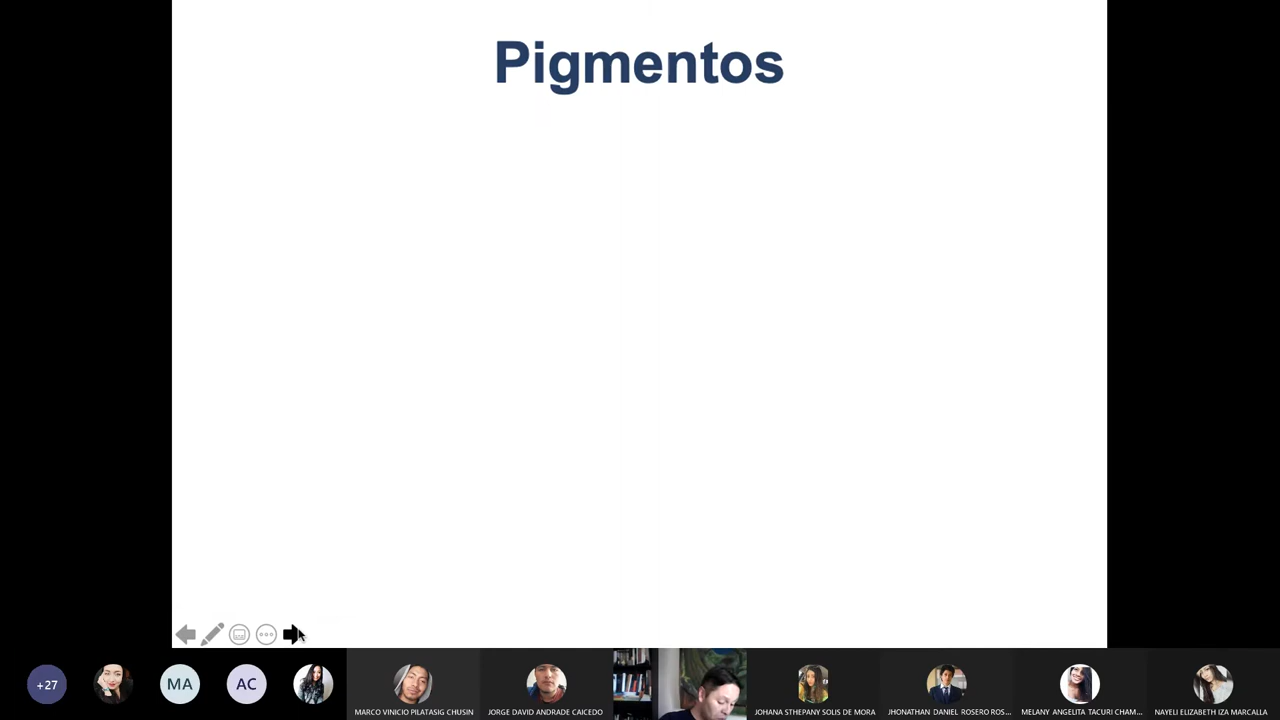 Pigmentos
+27
MA
AC
MARCO VINICIO PILATASIG CHUSIN
JORGE DAVID ANDRADE CAICEDO
JOHANA STHEPANY SOLIS DE MORA
JHONATHAN DANIEL ROSERO ROS...
MELANY ANGELITA TACURI CHAM...
NAYELI ELIZABETH IZA MARCALLA